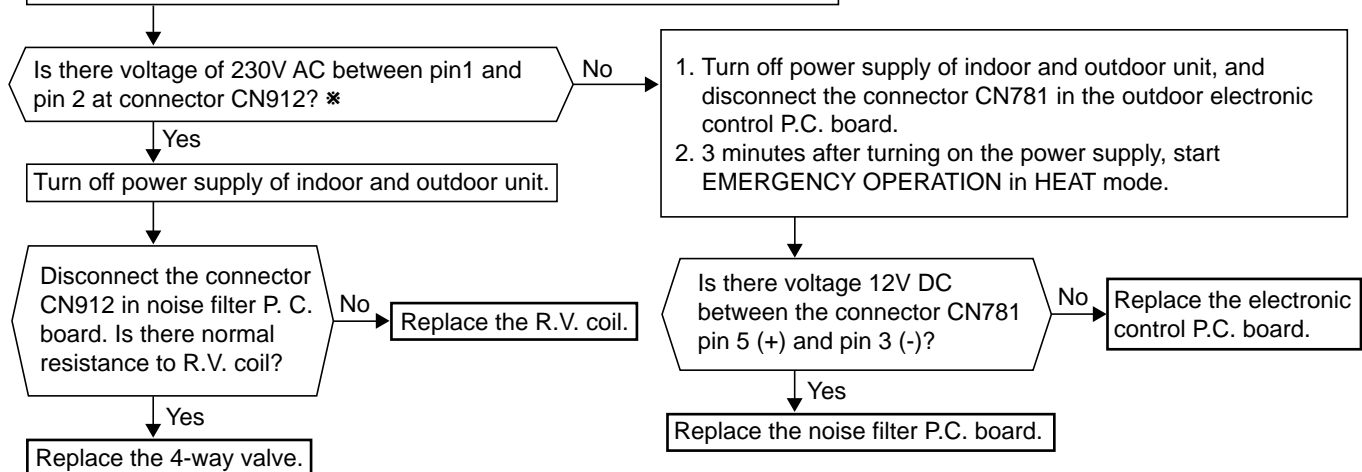 Is there voltage of 230V AC between pin1 and
pin 2 at connector CN912? ※
No
Yes
Turn off power supply of indoor and outdoor unit.
Disconnect the connector
CN912 in noise filter P. C.
board. Is there normal
resistance to R.V. coil?
No
Replace the R.V. coil.
Yes
Replace the 4-way valve.
1. Turn off power supply of indoor and outdoor unit, and
disconnect the connector CN781 in the outdoor electronic
control P.C. board.
2. 3 minutes after turning on the power supply, start
EMERGENCY OPERATION in HEAT mode.
Is there voltage 12V DC
between the connector CN781
pin 5 (+) and pin 3 (-)?
No
Replace the electronic
control P.C. board.
Yes
Replace the noise filter P.C. board.